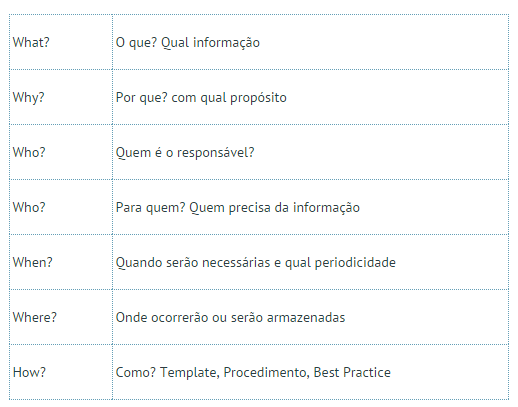 What? O que? Qual informação
Why? Por que? com qual propósito
Who? Quem é o responsável?
Who? Para quem? Quem precisa da informação
When? Quando serão necessárias e qual periodicidade
Where? Onde ocorrerão ou serão armazenadas
How? Como? Template, Procedimento, Best Practice